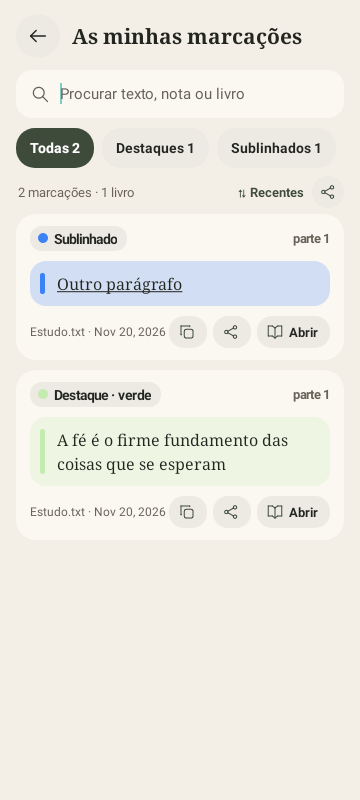 As minhas marcações
Procurar texto, nota ou livro
Todas 2
Destaques 1
Sublinhados 1
2 marcações · 1 livro
Recentes
Sublinhado
parte 1
Outro parágrafo
Estudo.txt · Nov 20, 2026
Abrir
Destaque · verde
parte 1
A fé é o firme fundamento das
coisas que se esperam
Estudo.txt · Nov 20, 2026
Abrir